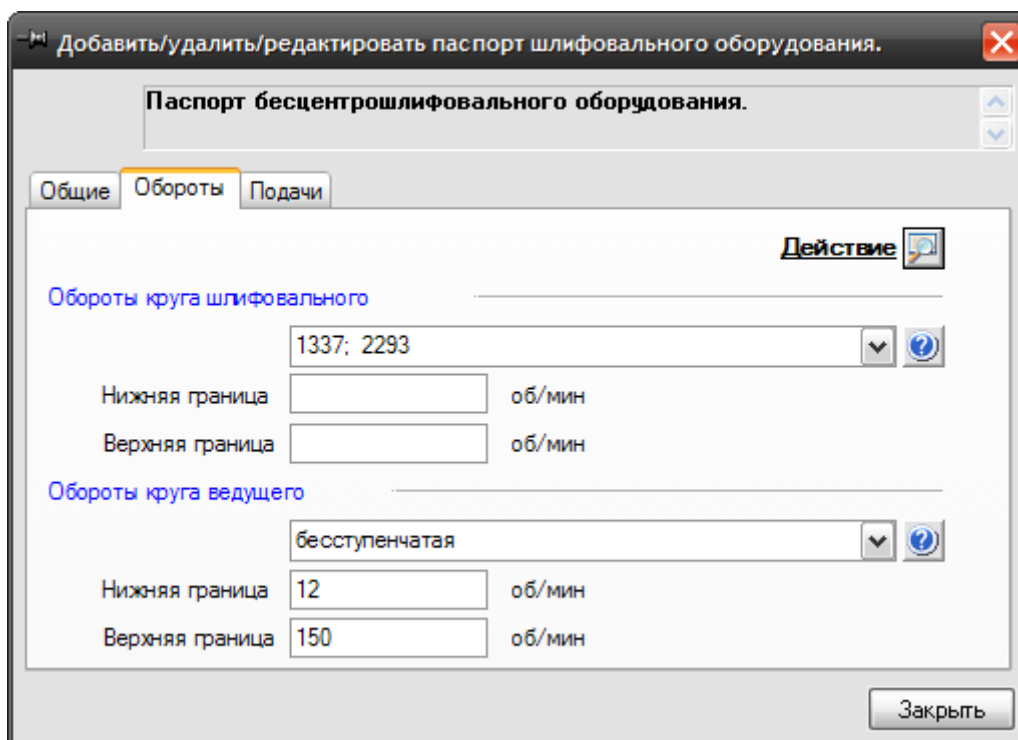 Добавить/удалить/редактировать паспорт шлифовального оборудования.
Паспорт бесцентрошлифовального оборудования.
Общие Обороты Подачи
Действие
Обороты круга шлифовального
1337; 2293
Нижняя граница об/мин
Верхняя граница об/мин
Обороты круга ведущего
бесступенчатая
Нижняя граница 12 об/мин
Верхняя граница 150 об/мин
Закрыть